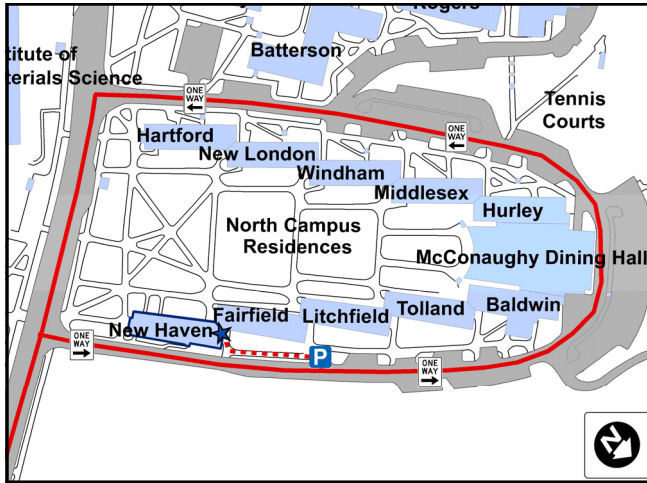 Rogers
Batterson
titute of
terials Science
ONE
WAY
Tennis
Courts
ONE
WAY
Hartford
New London
Windham
Middlesex
Hurley
North Campus
Residences
McConaughy Dining Hall
Baldwin
Tolland
Fairfield
Litchfield
New Haven
ONE
WAY
P
ONE
WAY
N